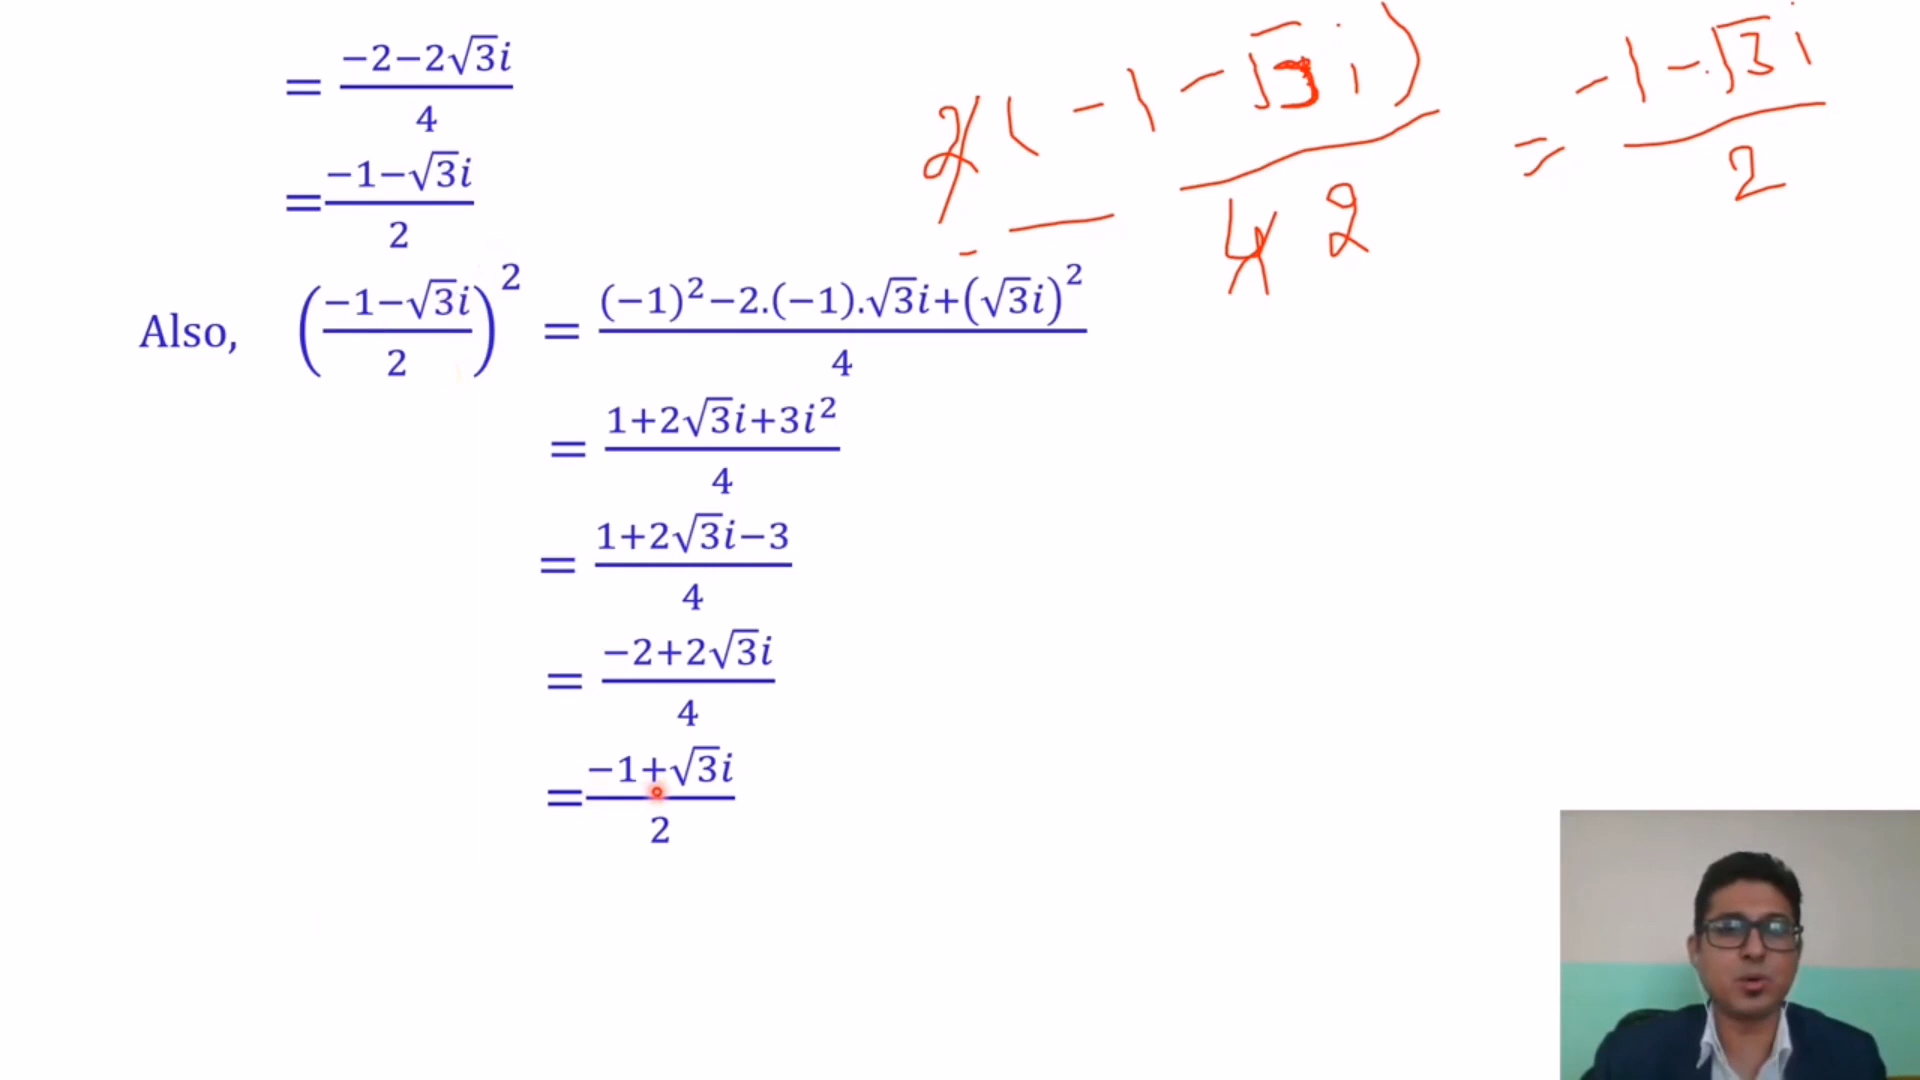 = (−2−2√3i)/4
= (−1−√3i)/2
Also, ((−1−√3i)/2)² = ((−1)²−2.(−1).√3i+(√3i)²)/4
= (1+2√3i+3i²)/4
= (1+2√3i−3)/4
= (−2+2√3i)/4
= (−1+√3i)/2
2(−1−√3i)/4 2 = (−1−√3i)/2